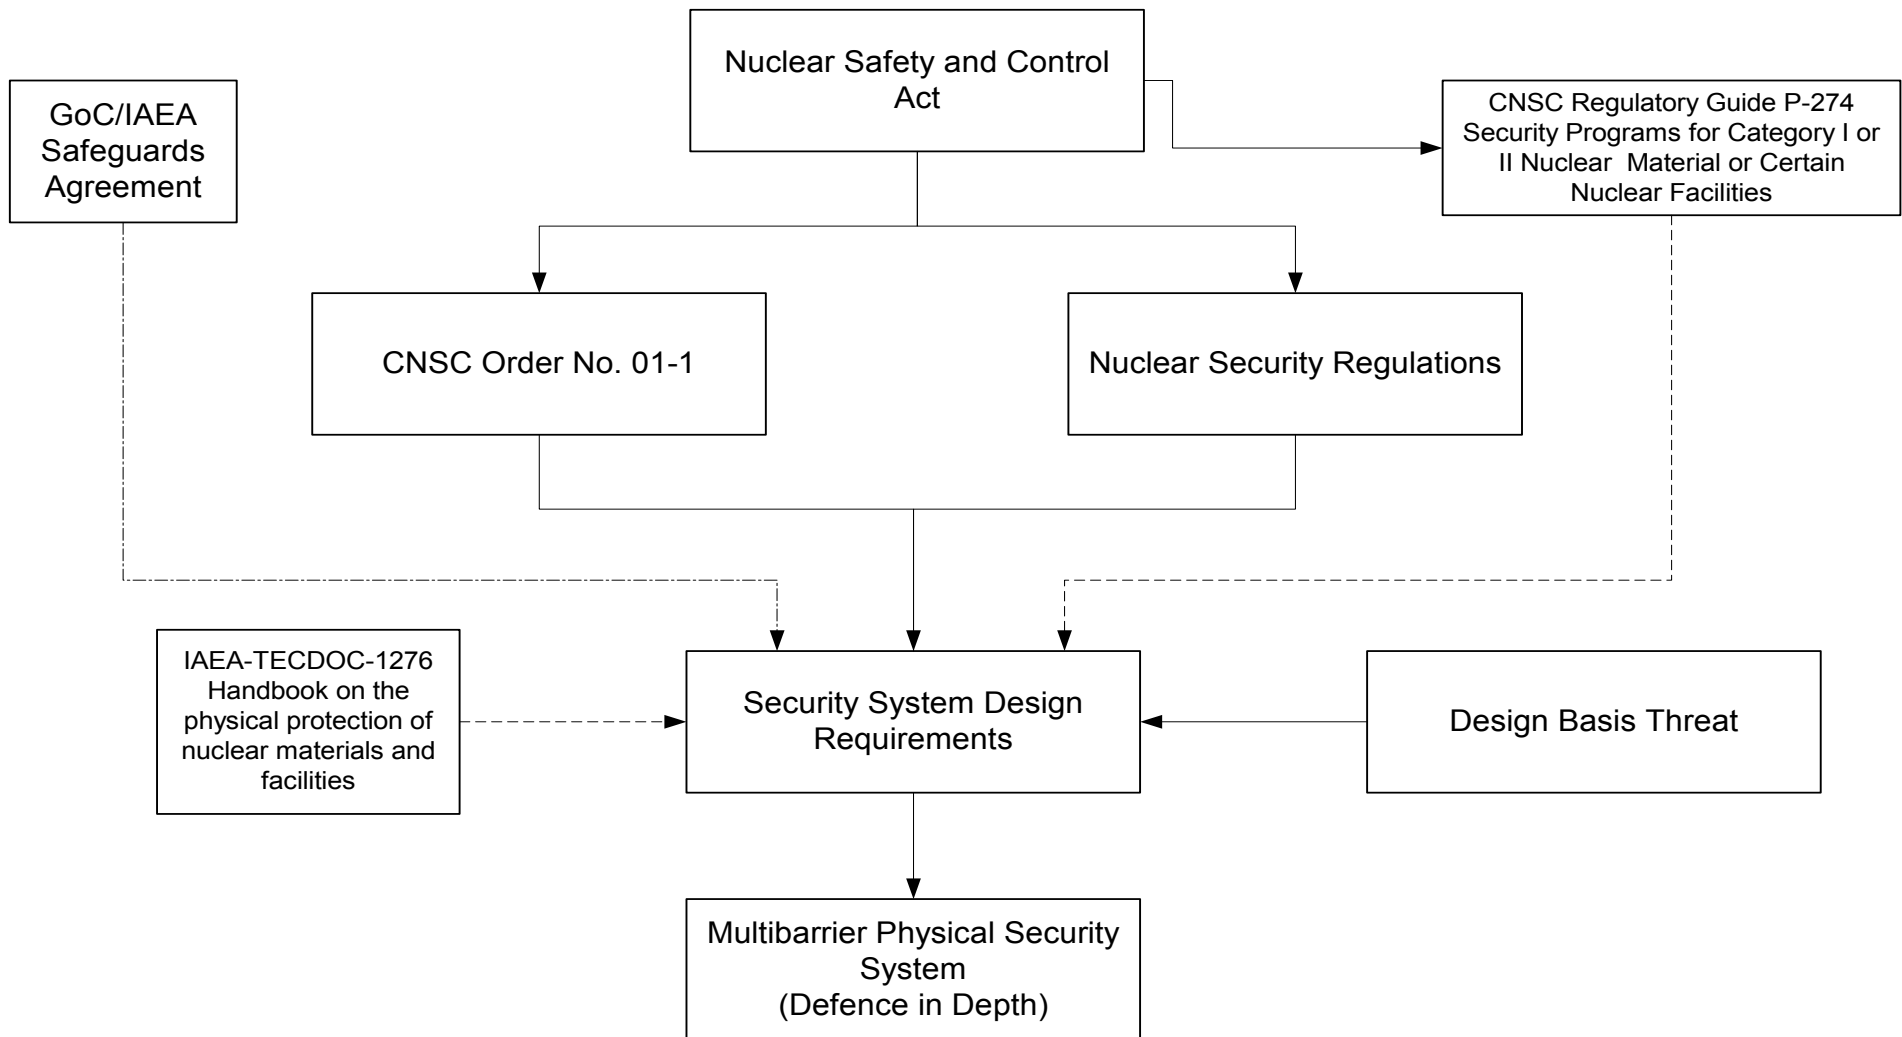 Nuclear Safety and Control
Act
GoC/IAEA
Safeguards
Agreement
CNSC Regulatory Guide P-274
Security Programs for Category I or
II Nuclear Material or Certain
Nuclear Facilities
CNSC Order No. 01-1
Nuclear Security Regulations
IAEA-TECDOC-1276
Handbook on the
physical protection of
nuclear materials and
facilities
Security System Design
Requirements
Design Basis Threat
Multibarrier Physical Security
System
(Defence in Depth)